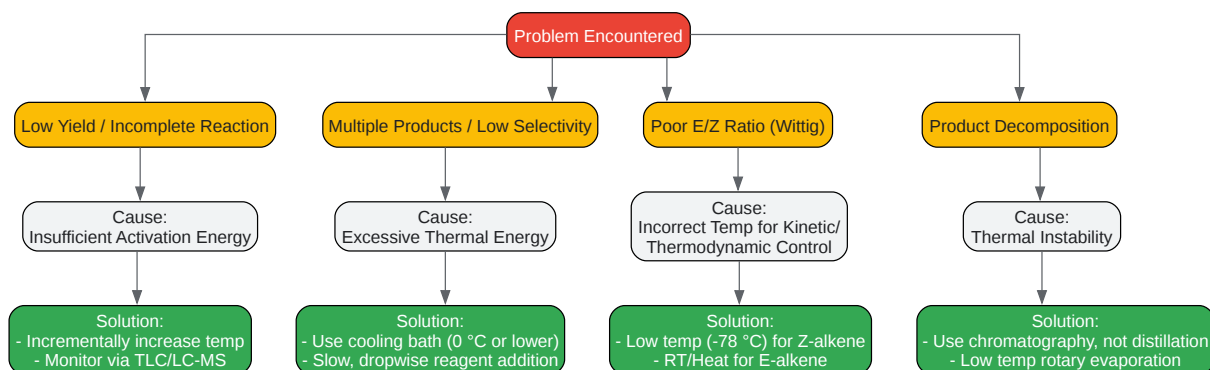 Problem Encountered
Low Yield / Incomplete Reaction
Multiple Products / Low Selectivity
Poor E/Z Ratio (Wittig)
Product Decomposition
Cause:
Insufficient Activation Energy
Cause:
Excessive Thermal Energy
Cause:
Incorrect Temp for Kinetic/
Thermodynamic Control
Cause:
Thermal Instability
Solution:
- Incrementally increase temp
- Monitor via TLC/LC-MS
Solution:
- Use cooling bath (0 °C or lower)
- Slow, dropwise reagent addition
Solution:
- Low temp (-78 °C) for Z-alkene
- RT/Heat for E-alkene
Solution:
- Use chromatography, not distillation
- Low temp rotary evaporation